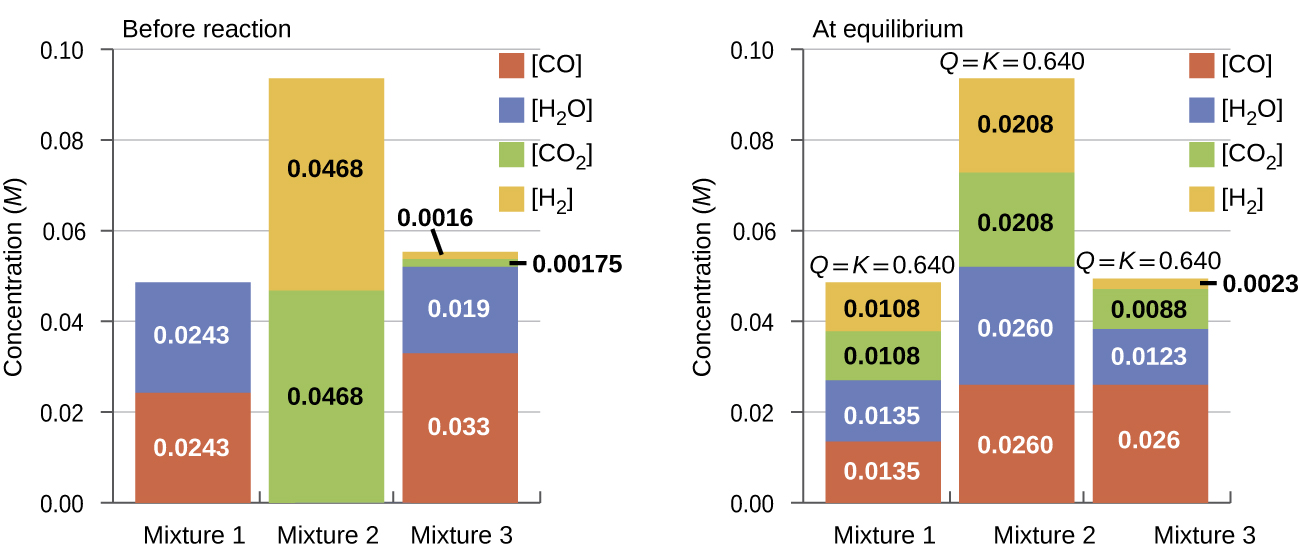 Before reaction
0.10
0.08
0.06
0.04
0.02
0.00
Concentration (M)
[CO]
[H₂O]
[CO₂]
[H₂]
0.0243
0.0243
0.0468
0.0468
0.0016
0.00175
0.019
0.033
Mixture 1
Mixture 2
Mixture 3
At equilibrium
0.10
0.08
0.06
0.04
0.02
0.00
Concentration (M)
[CO]
[H₂O]
[CO₂]
[H₂]
Q=K=0.640
0.0108
0.0108
0.0135
0.0135
Q=K=0.640
0.0208
0.0208
0.0260
0.0260
Q=K=0.640
0.0023
0.0088
0.0123
0.026
Mixture 1
Mixture 2
Mixture 3